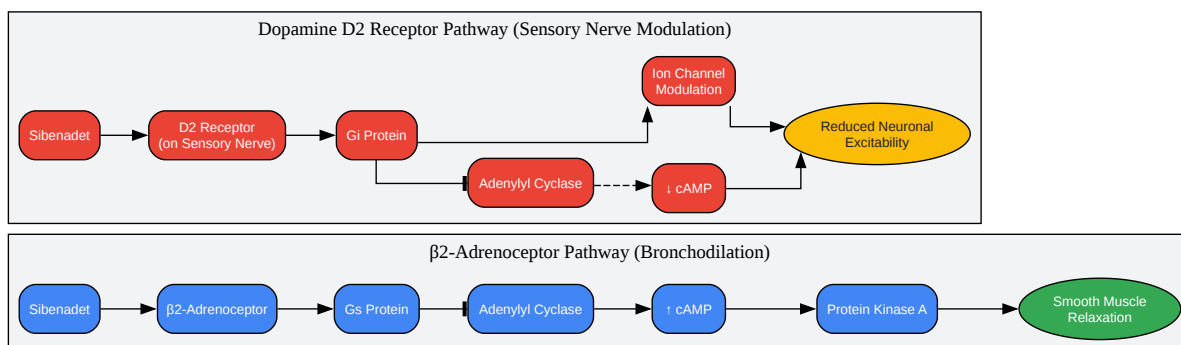 Dopamine D2 Receptor Pathway (Sensory Nerve Modulation)
Ion Channel
Modulation
Sibenadet
D2 Receptor
(on Sensory Nerve)
Gi Protein
Reduced Neuronal
Excitability
Adenylyl Cyclase
↓ cAMP
β2-Adrenoceptor Pathway (Bronchodilation)
Sibenadet
β2-Adrenoceptor
Gs Protein
Adenylyl Cyclase
↑ cAMP
Protein Kinase A
Smooth Muscle
Relaxation